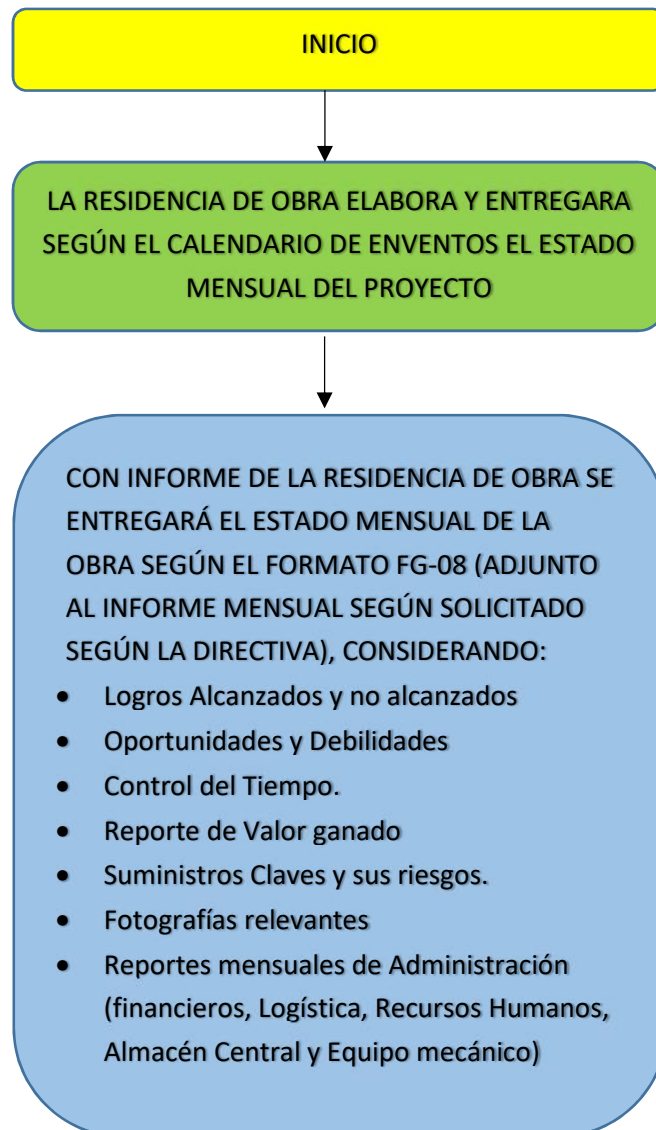 INICIO
LA RESIDENCIA DE OBRA ELABORA Y ENTREGARA
SEGÚN EL CALENDARIO DE ENVENTOS EL ESTADO
MENSUAL DEL PROYECTO
CON INFORME DE LA RESIDENCIA DE OBRA SE
ENTREGARÁ EL ESTADO MENSUAL DE LA
OBRA SEGÚN EL FORMATO FG-08 (ADJUNTO
AL INFORME MENSUAL SEGÚN SOLICITADO
SEGÚN LA DIRECTIVA), CONSIDERANDO:
• Logros Alcanzados y no alcanzados
• Oportunidades y Debilidades
• Control del Tiempo.
• Reporte de Valor ganado
• Suministros Claves y sus riesgos.
• Fotografías relevantes
• Reportes mensuales de Administración
(financieros, Logística, Recursos Humanos,
Almacén Central y Equipo mecánico)